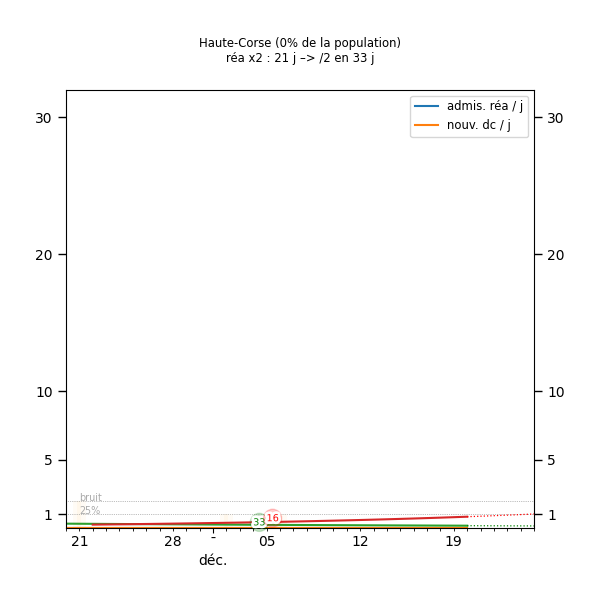 Haute-Corse (0% de la population)
réa x2 : 21 j –> /2 en 33 j
admis. réa / j
nouv. dc / j
30 30
20 20
10 10
5 5
bruit
25%
1 1
33 16
21 28 - 05 12 19
déc.